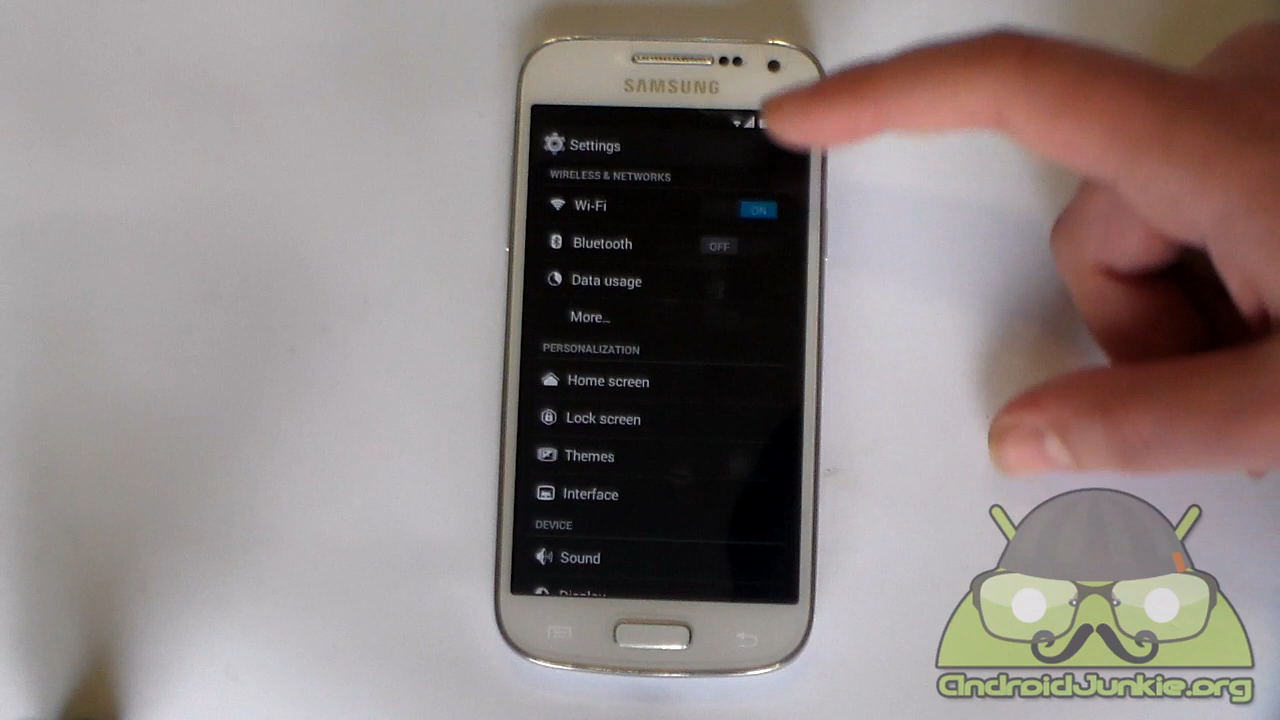 SAMSUNG
Settings
WIRELESS & NETWORKS
Wi-Fi
ON
Bluetooth
OFF
Data usage
More...
PERSONALIZATION
Home screen
Lock screen
Themes
Interface
DEVICE
Sound
Display
AndroidJunkie.org